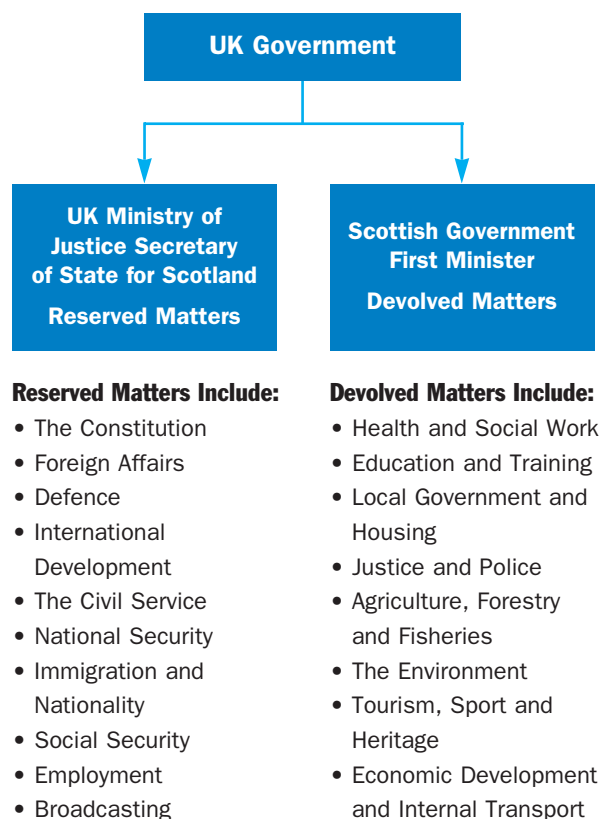 UK Government
UK Ministry of
Justice Secretary
of State for Scotland
Reserved Matters
Scottish Government
First Minister
Devolved Matters
Reserved Matters Include:
• The Constitution
• Foreign Affairs
• Defence
• International
Development
• The Civil Service
• National Security
• Immigration and
Nationality
• Social Security
• Employment
• Broadcasting
Devolved Matters Include:
• Health and Social Work
• Education and Training
• Local Government and
Housing
• Justice and Police
• Agriculture, Forestry
and Fisheries
• The Environment
• Tourism, Sport and
Heritage
• Economic Development
and Internal Transport